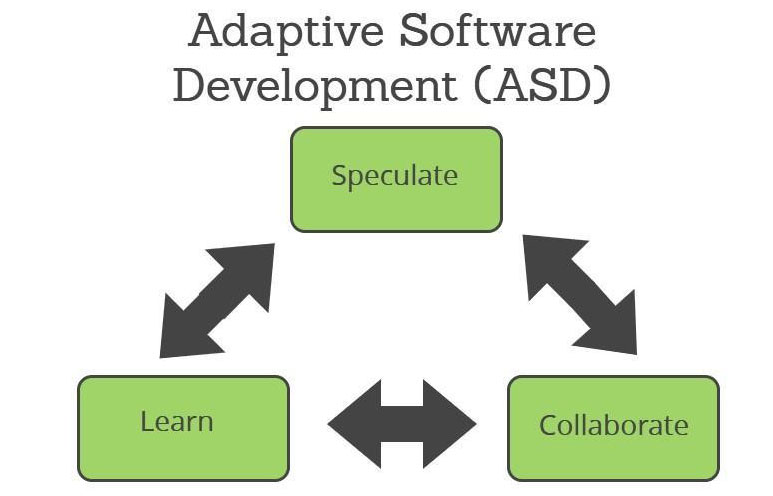 Adaptive Software
Development (ASD)
Speculate
Learn
Collaborate